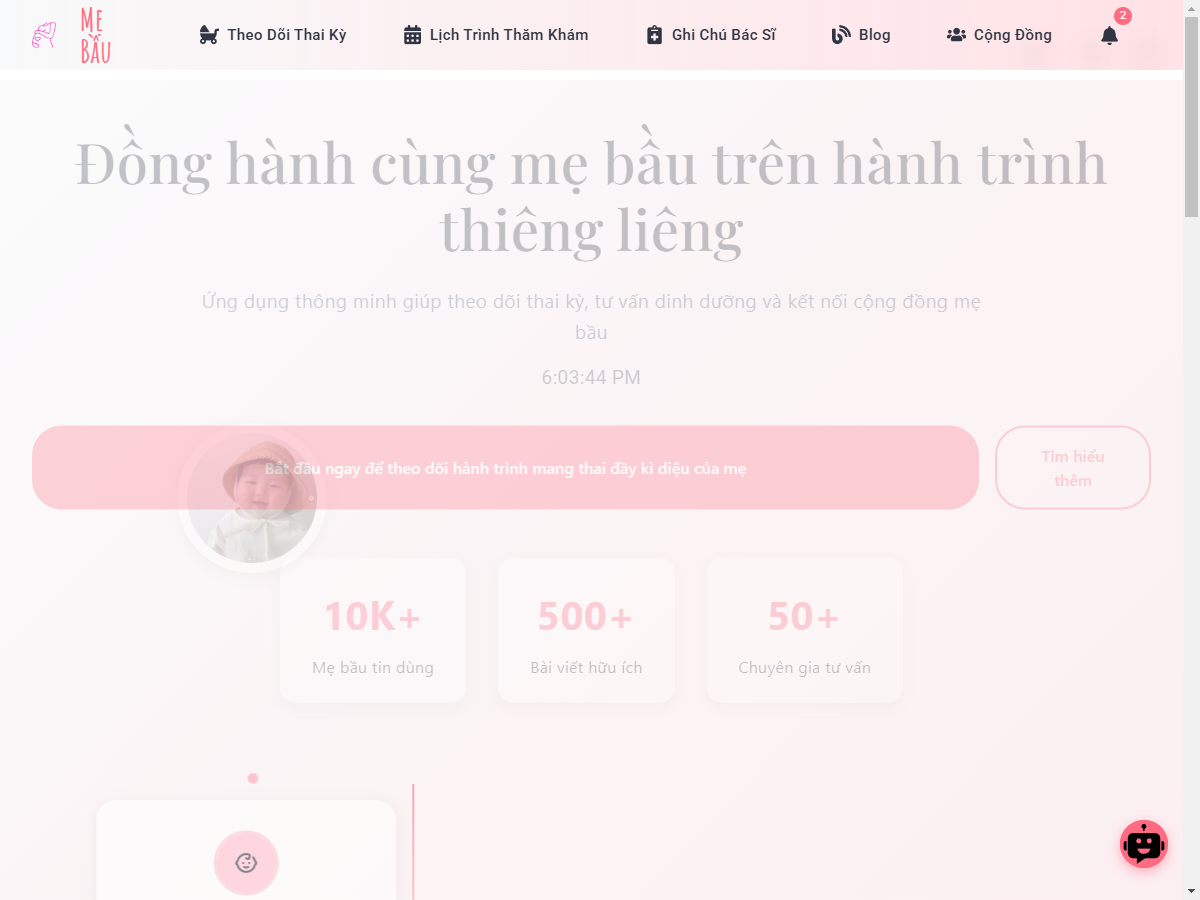 MẸ
BẦU
Theo Dõi Thai Kỳ
Lịch Trình Thăm Khám
Ghi Chú Bác Sĩ
Blog
Cộng Đồng
2
Đồng hành cùng mẹ bầu trên hành trình
thiêng liêng
Ứng dụng thông minh giúp theo dõi thai kỳ, tư vấn dinh dưỡng và kết nối cộng đồng mẹ
bầu
6:03:44 PM
Bắt đầu ngay để theo dõi hành trình mang thai đầy kì diệu của mẹ
Tìm hiểu
thêm
10K+
Mẹ bầu tin dùng
500+
Bài viết hữu ích
50+
Chuyên gia tư vấn